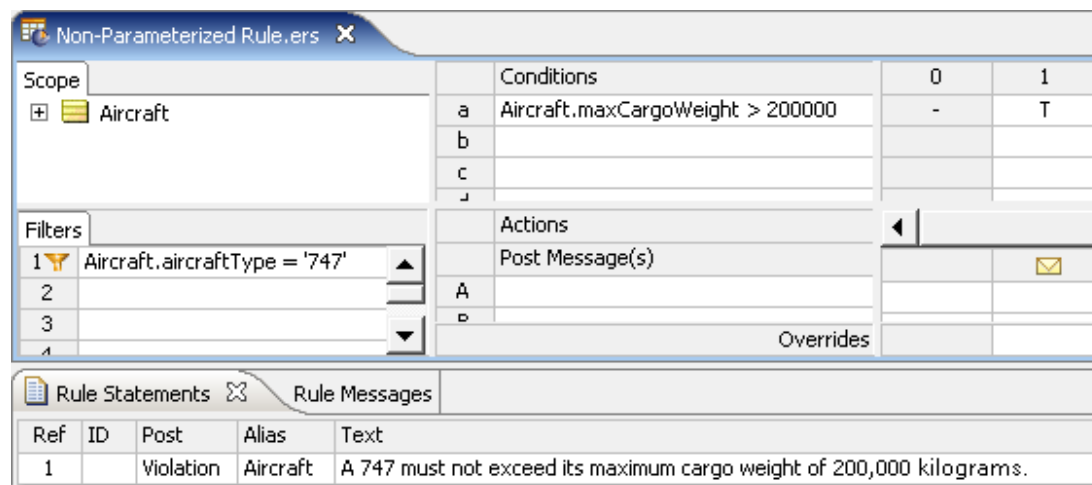 Non-Parameterized Rule.ers
Scope
Aircraft
Conditions 0 1
a Aircraft.maxCargoWeight > 200000 - T
b
c
Filters
1 Aircraft.aircraftType = '747'
2
3
Actions
Post Message(s)
A
Overrides
Rule Statements Rule Messages
Ref ID Post Alias Text
1 Violation Aircraft A 747 must not exceed its maximum cargo weight of 200,000 kilograms.